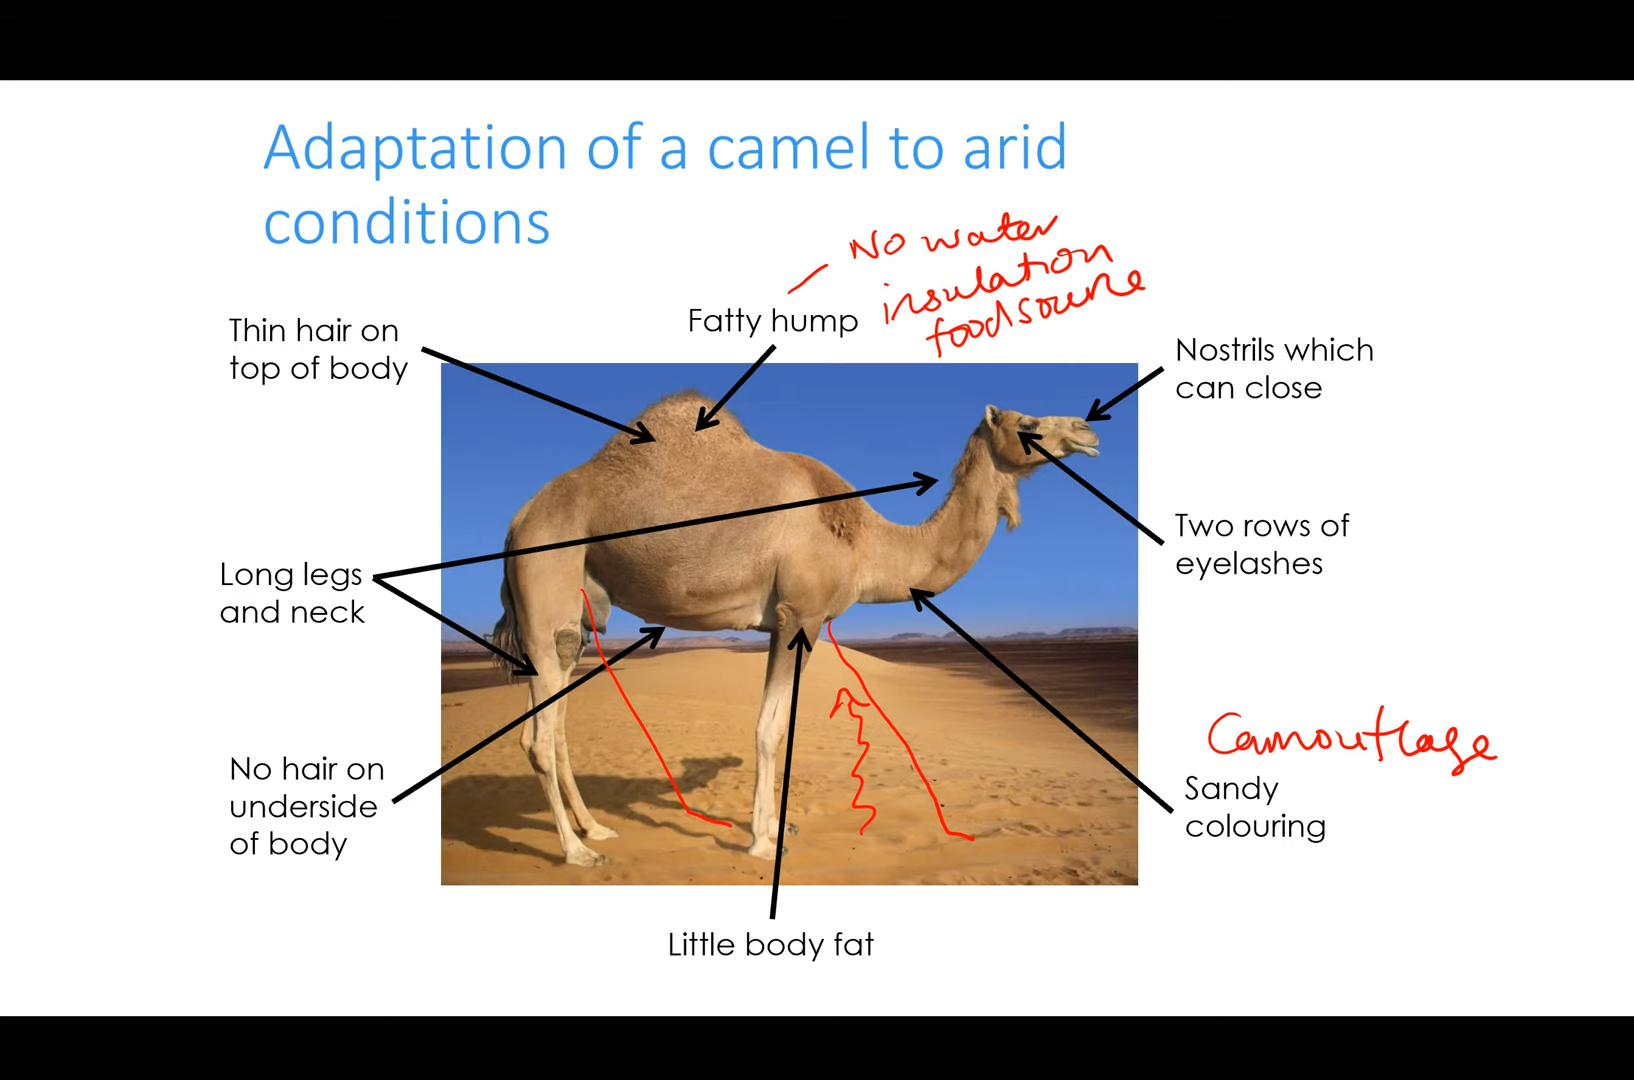 Adaptation of a camel to arid
conditions
No water
insulation
food source
Fatty hump
Thin hair on
top of body
Nostrils which
can close
Two rows of
eyelashes
Long legs
and neck
Camouflage
No hair on
underside
of body
Sandy
colouring
Little body fat